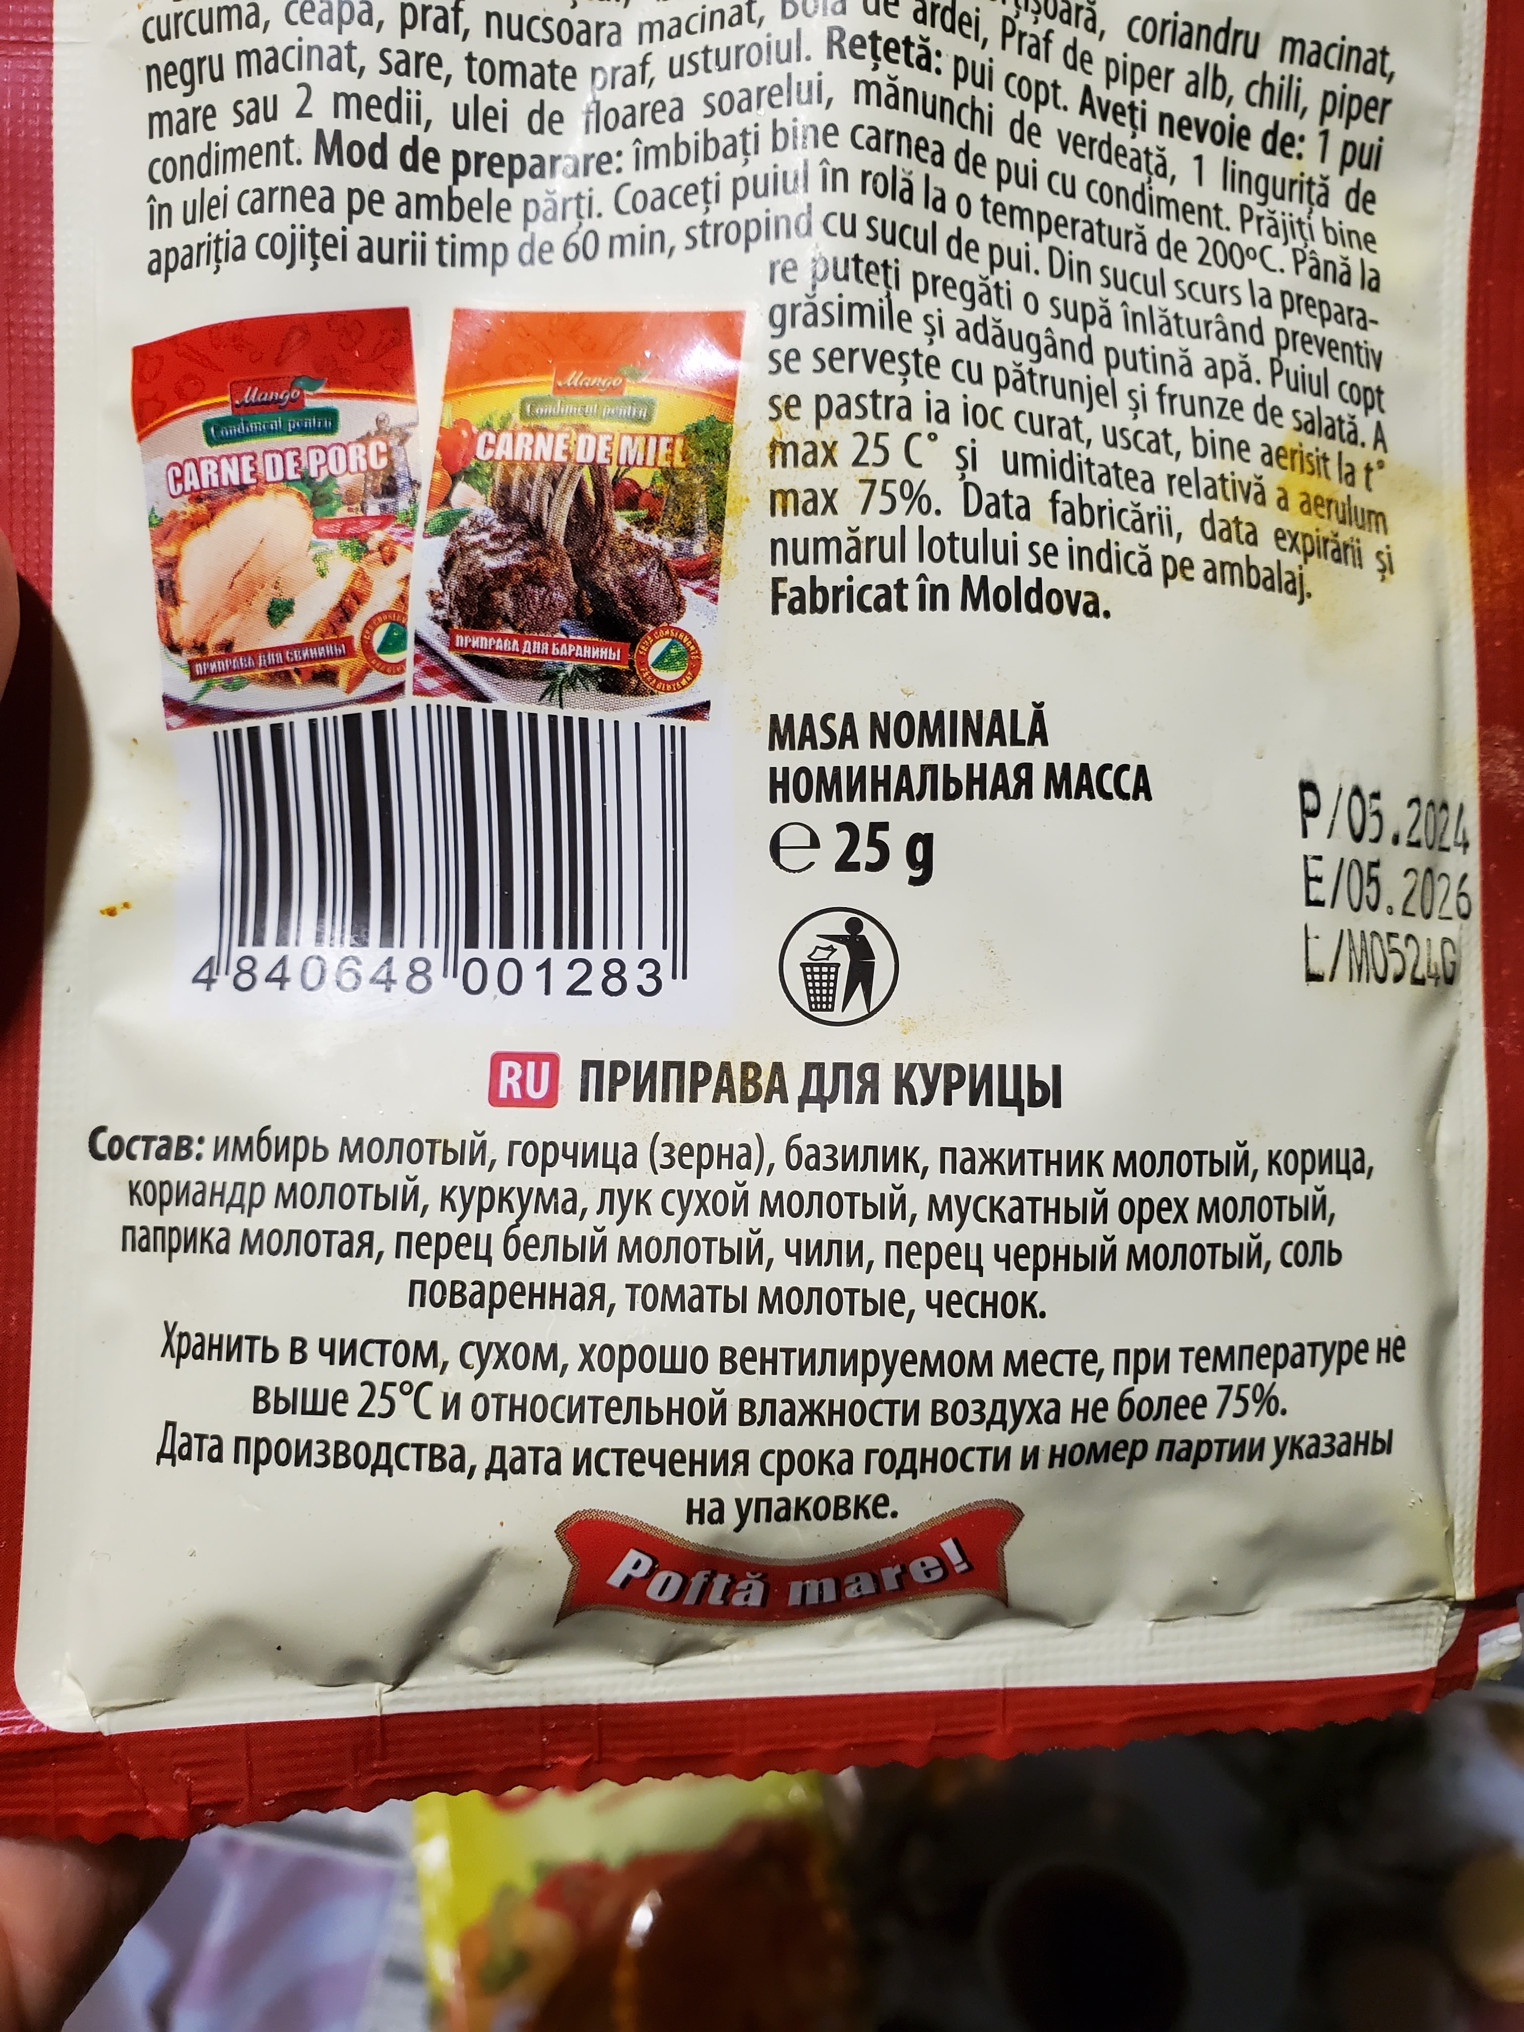 curcuma, ceapa, praf, nucsoara macinat, Boia de ardei, Praf de piper alb, chili, piper
coriandru macinat,
negru macinat, sare, tomate praf, usturoiul. Rețetă: pui copt. Aveți nevoie de: 1 pui
mare sau 2 medii, ulei de floarea soarelui, mănunchi de verdeață, 1 linguriță de
condiment. Mod de preparare: îmbibați bine carnea de pui cu condiment. Prăjiți bine
în ulei carnea pe ambele părți. Coaceți puiul în rolă la o temperatură de 200°C. Până la
apariția cojiței aurii timp de 60 min, stropind cu sucul de pui. Din sucul scurs la prepara-
re puteți pregăti o supă înlăturând preventiv
grăsimile și adăugând putină apă. Puiul copt
se servește cu pătrunjel și frunze de salată. A
se pastra ia ioc curat, uscat, bine aerisit la t°
max 25 C° și umiditatea relativă a aerulum
max 75%. Data fabricării, data expirării și
numărul lotului se indică pe ambalaj.
Fabricat în Moldova.
Mango
Condiment pentru
CARNE DE PORC
ПРИПРАВА ДЛЯ СВИНИНЫ
Mango
Condiment pentru
CARNE DE MIEL
ПРИПРАВА ДЛЯ БАРАНИНЫ
MASA NOMINALĂ
НОМИНАЛЬНАЯ МАССА
℮ 25 g
P/05.2024
E/05.2026
L/M0524G
4 840648 001283
RU ПРИПРАВА ДЛЯ КУРИЦЫ
Состав: имбирь молотый, горчица (зерна), базилик, пажитник молотый, корица,
кориандр молотый, куркума, лук сухой молотый, мускатный орех молотый,
паприка молотая, перец белый молотый, чили, перец черный молотый, соль
поваренная, томаты молотые, чеснок.
Хранить в чистом, сухом, хорошо вентилируемом месте, при температуре не
выше 25°С и относительной влажности воздуха не более 75%.
Дата производства, дата истечения срока годности и номер партии указаны
на упаковке.
Poftă mare!